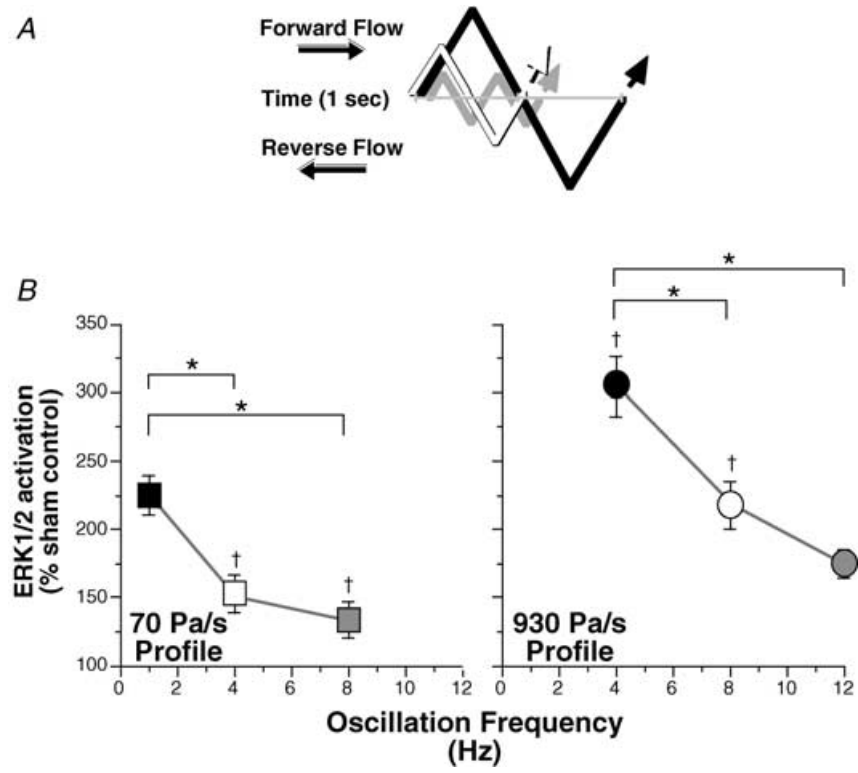 A
Forward Flow
Time (1 sec)
Reverse Flow
B
*
*
*
*
ERK1/2 activation
(% sham control)
350
300
250
200
150
100
†
†
†
†
70 Pa/s
Profile
930 Pa/s
Profile
0 2 4 6 8 10 12
0 2 4 6 8 10 12
Oscillation Frequency
(Hz)